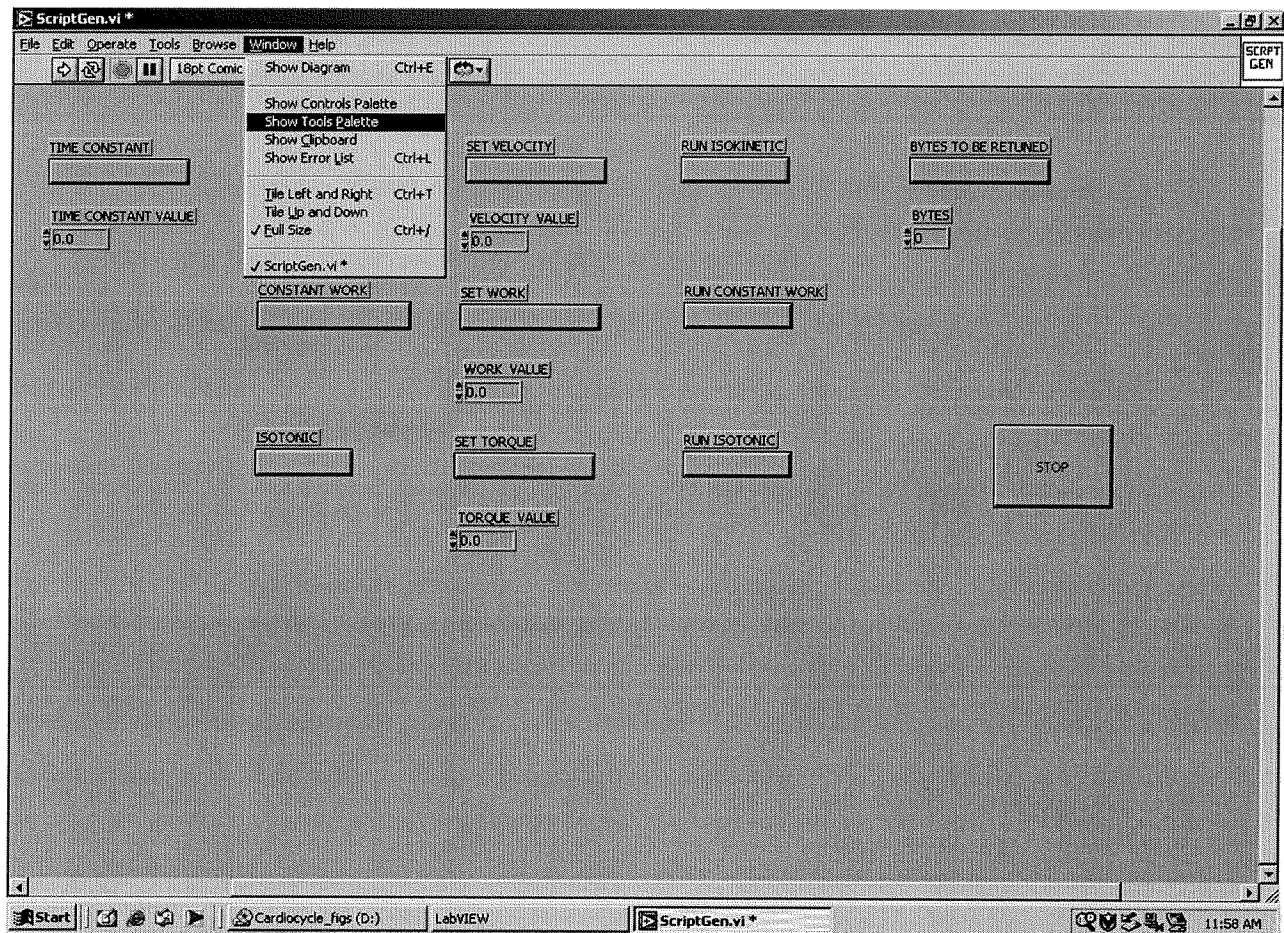 ScriptGen.vi *
File Edit Operate Tools Browse Window Help
SCRPT
GEN
18pt Comic
Show Diagram Ctrl+E
Show Controls Palette
Show Tools Palette
Show Clipboard
Show Error List Ctrl+L
Tile Left and Right Ctrl+T
Tile Up and Down
✓ Full Size Ctrl+/
✓ ScriptGen.vi *
TIME CONSTANT
SET VELOCITY
RUN ISOKINETIC
BYTES TO BE RETUNED
TIME CONSTANT VALUE
0.0
VELOCITY VALUE
0.0
BYTES
0
CONSTANT WORK
SET WORK
RUN CONSTANT WORK
WORK VALUE
0.0
ISOTONIC
SET TORQUE
RUN ISOTONIC
STOP
TORQUE VALUE
0.0
Start
Cardiocycle_figs (D:)
LabVIEW
ScriptGen.vi *
11:58 AM